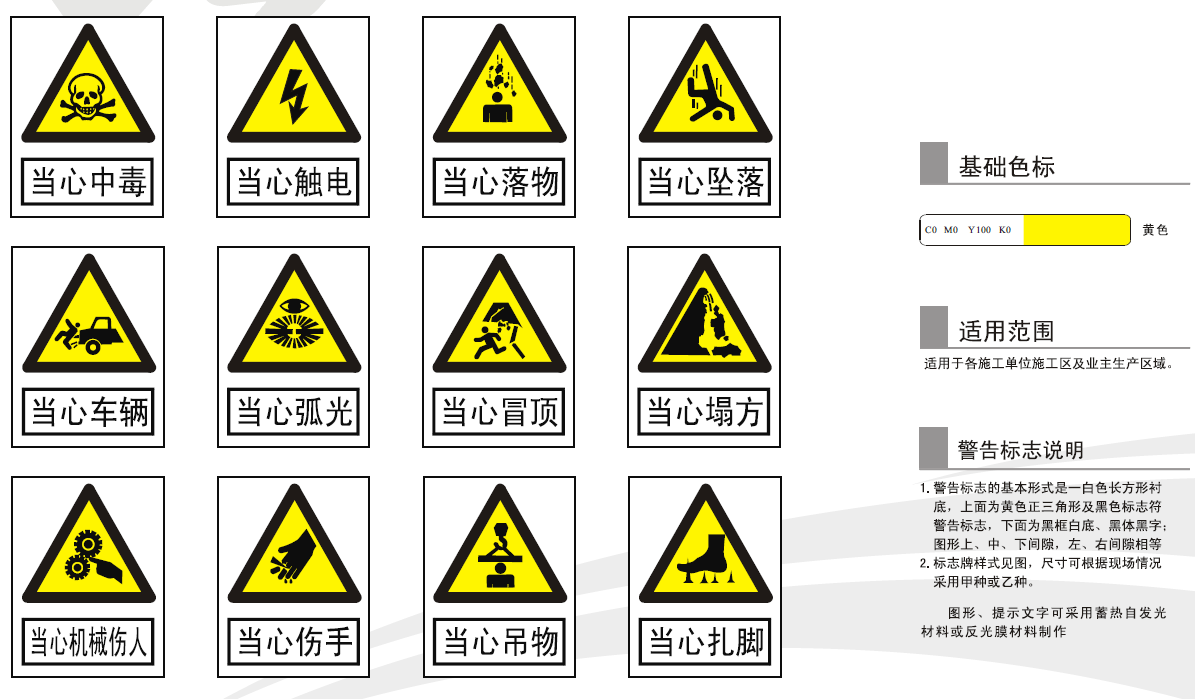 当心中毒
当心触电
当心落物
当心坠落
当心车辆
当心弧光
当心冒顶
当心塌方
当心机械伤人
当心伤手
当心吊物
当心扎脚
基础色标
C0 M0 Y100 K0
黄色
适用范围
适用于各施工单位施工区及业主生产区域。
警告标志说明
1. 警告标志的基本形式是一白色长方形衬
底，上面为黄色正三角形及黑色标志符
警告标志，下面为黑框白底、黑体黑字；
图形上、中、下间隙，左、右间隙相等
2. 标志牌样式见图，尺寸可根据现场情况
采用甲种或乙种。
图形、提示文字可采用蓄热自发光
材料或反光膜材料制作